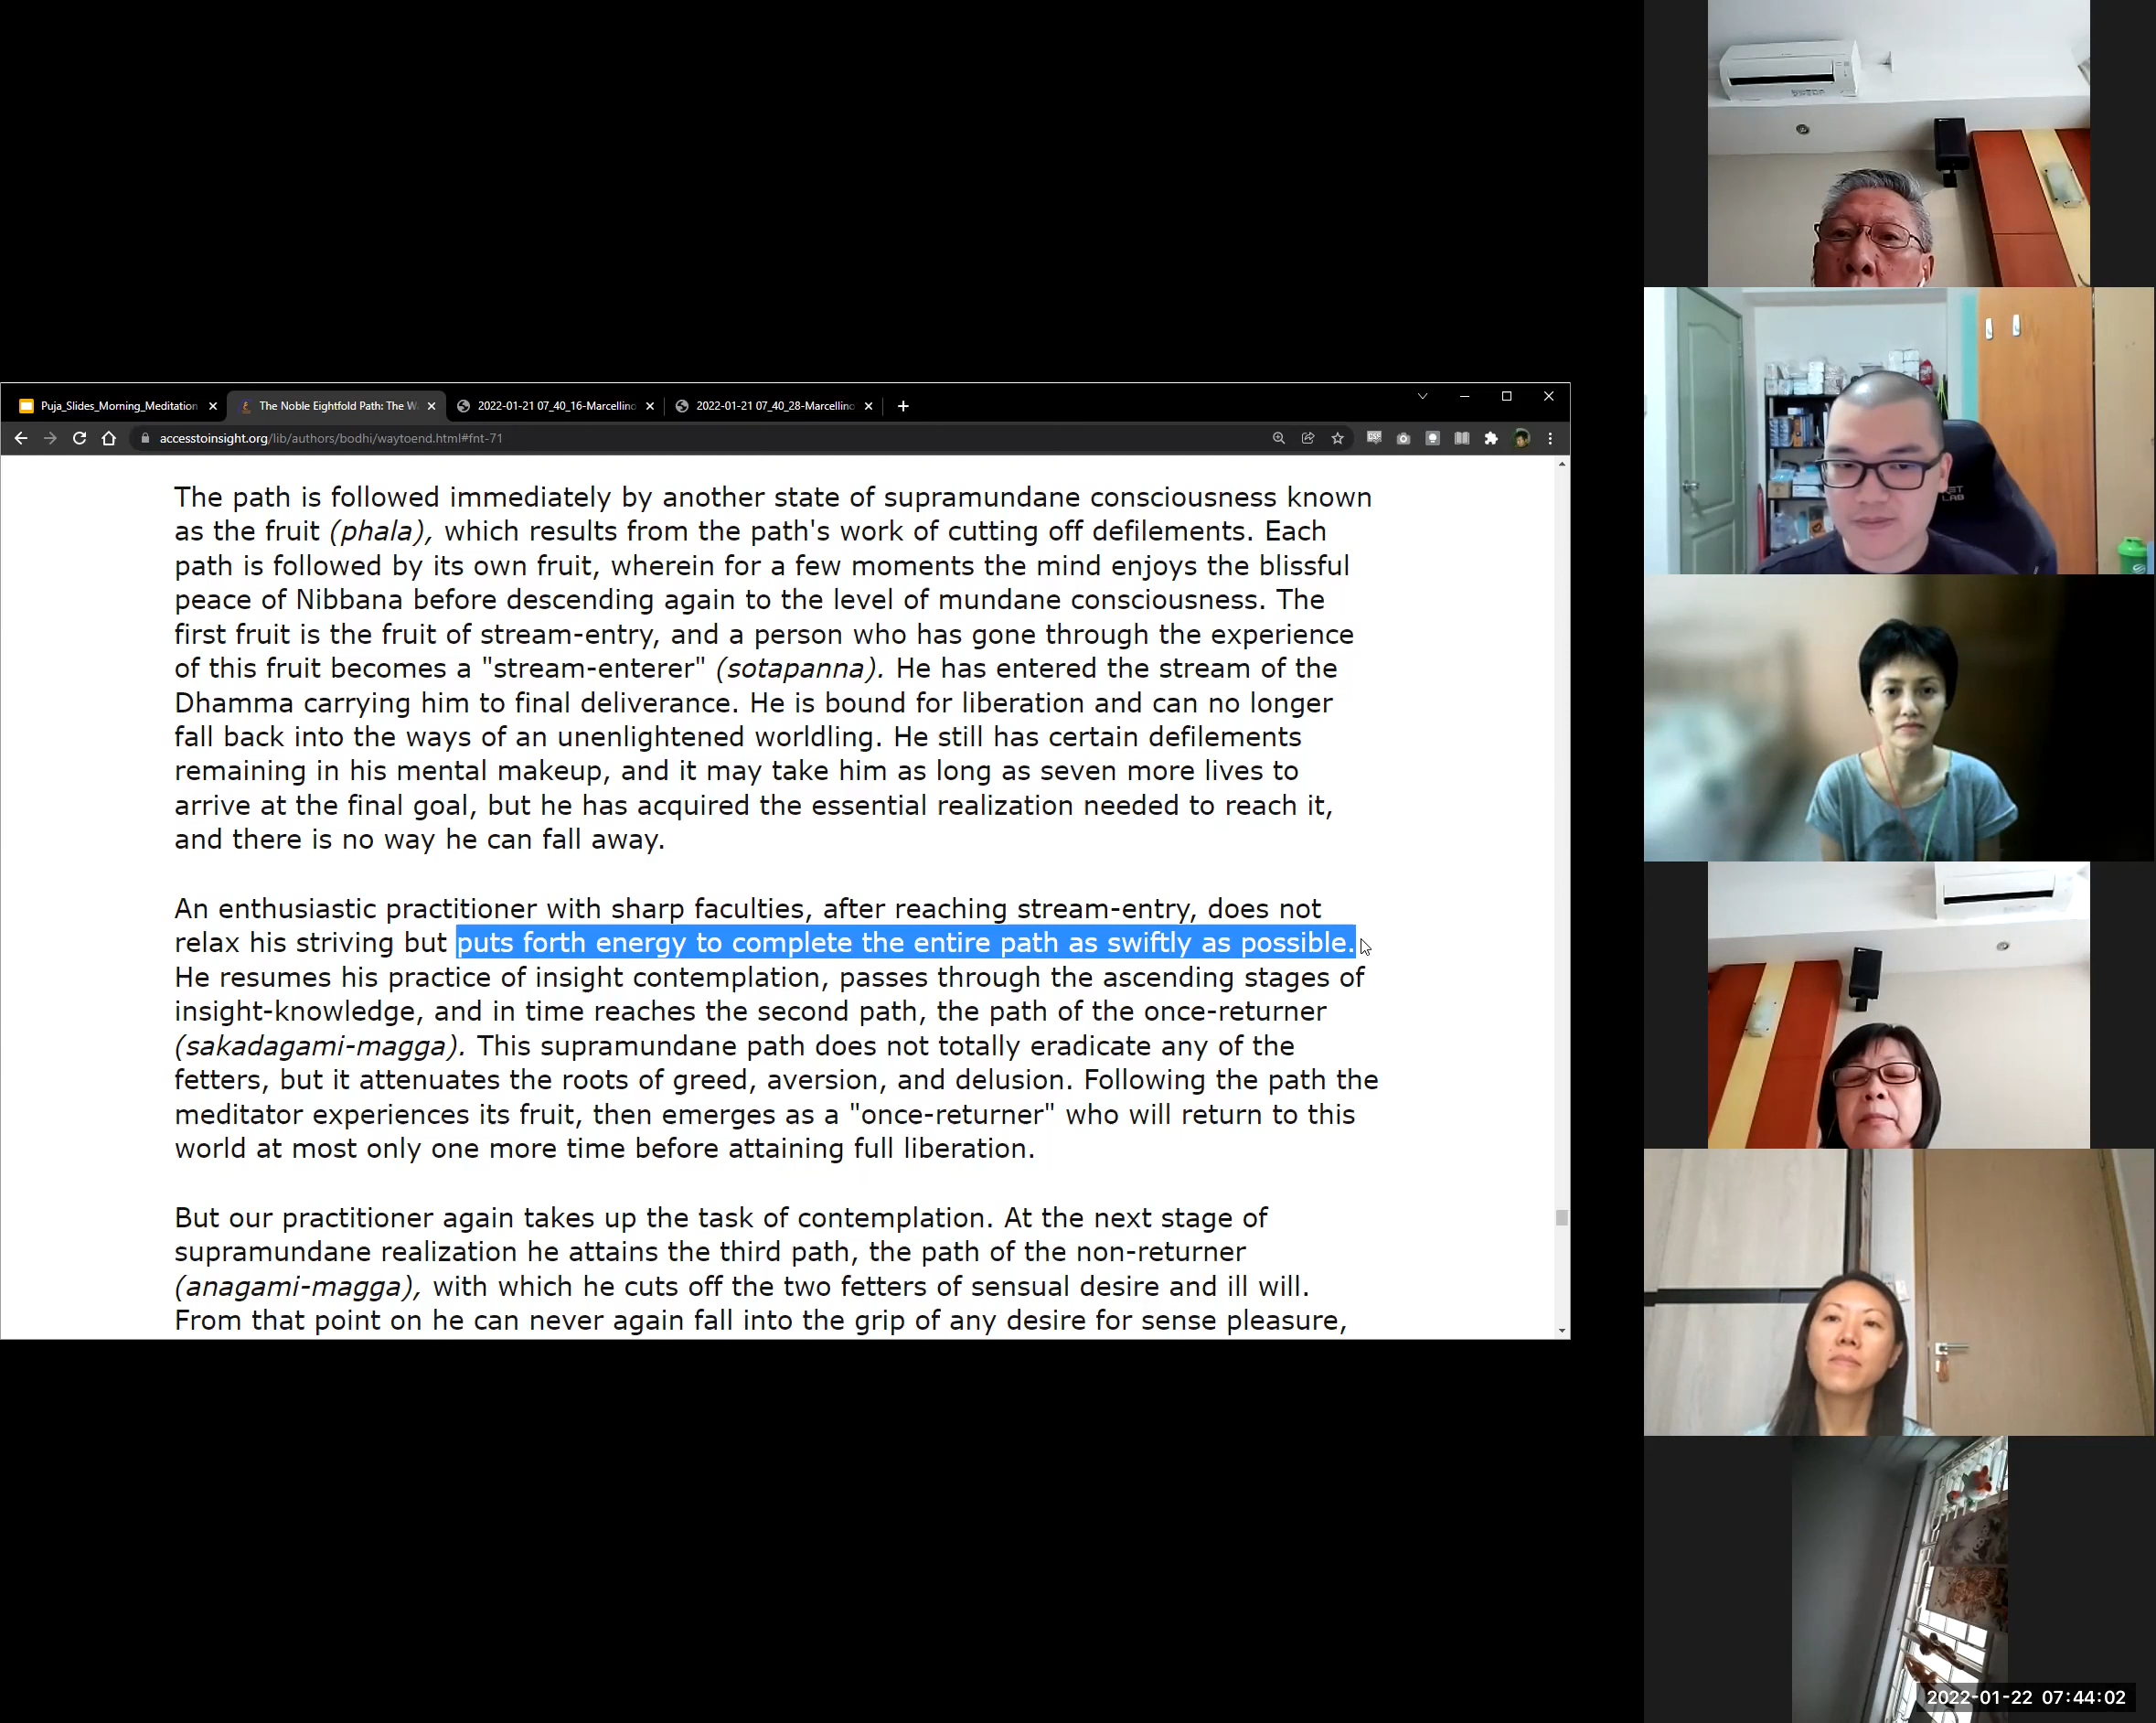 Puja_Slides_Morning_Meditation
The Noble Eightfold Path: The W
2022-01-21 07_40_16-Marcellino
2022-01-21 07_40_28-Marcellino
accesstoinsight.org/lib/authors/bodhi/waytoend.html#fnt-71
The path is followed immediately by another state of supramundane consciousness known
as the fruit (phala), which results from the path's work of cutting off defilements. Each
path is followed by its own fruit, wherein for a few moments the mind enjoys the blissful
peace of Nibbana before descending again to the level of mundane consciousness. The
first fruit is the fruit of stream-entry, and a person who has gone through the experience
of this fruit becomes a "stream-enterer" (sotapanna). He has entered the stream of the
Dhamma carrying him to final deliverance. He is bound for liberation and can no longer
fall back into the ways of an unenlightened worldling. He still has certain defilements
remaining in his mental makeup, and it may take him as long as seven more lives to
arrive at the final goal, but he has acquired the essential realization needed to reach it,
and there is no way he can fall away.
An enthusiastic practitioner with sharp faculties, after reaching stream-entry, does not
relax his striving but puts forth energy to complete the entire path as swiftly as possible.
He resumes his practice of insight contemplation, passes through the ascending stages of
insight-knowledge, and in time reaches the second path, the path of the once-returner
(sakadagami-magga). This supramundane path does not totally eradicate any of the
fetters, but it attenuates the roots of greed, aversion, and delusion. Following the path the
meditator experiences its fruit, then emerges as a "once-returner" who will return to this
world at most only one more time before attaining full liberation.
But our practitioner again takes up the task of contemplation. At the next stage of
supramundane realization he attains the third path, the path of the non-returner
(anagami-magga), with which he cuts off the two fetters of sensual desire and ill will.
From that point on he can never again fall into the grip of any desire for sense pleasure,
LAB
2022-01-22 07:44:02